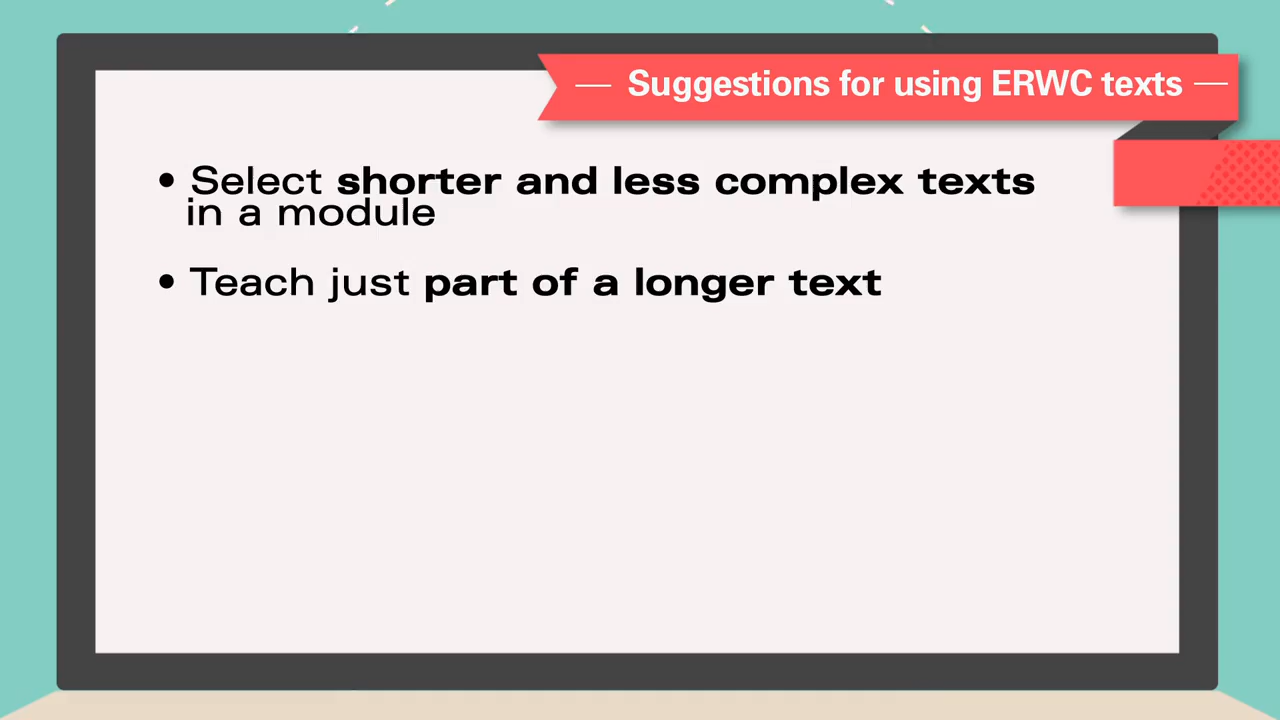 Suggestions for using ERWC texts
• Select shorter and less complex texts
in a module
• Teach just part of a longer text